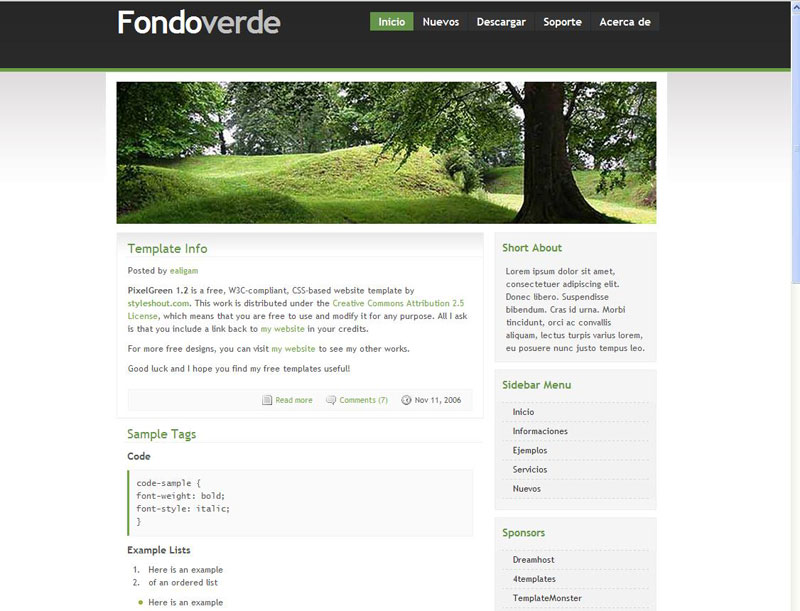 Fondoverde
Inicio Nuevos Descargar Soporte Acerca de
Template Info
Posted by ealigam
PixelGreen 1.2 is a free, W3C-compliant, CSS-based website template by
styleshout.com. This work is distributed under the Creative Commons Attribution 2.5
License, which means that you are free to use and modify it for any purpose. All I ask
is that you include a link back to my website in your credits.
For more free designs, you can visit my website to see my other works.
Good luck and I hope you find my free templates useful!
Read more Comments (7) Nov 11, 2006
Sample Tags
Code
code-sample {
font-weight: bold;
font-style: italic;
}
Example Lists
1. Here is an example
2. of an ordered list
• Here is an example
Short About
Lorem ipsum dolor sit amet,
consectetuer adipiscing elit.
Donec libero. Suspendisse
bibendum. Cras id urna. Morbi
tincidunt, orci ac convallis
aliquam, lectus turpis varius lorem,
eu posuere nunc justo tempus leo.
Sidebar Menu
Inicio
Informaciones
Ejemplos
Servicios
Nuevos
Sponsors
Dreamhost
4templates
TemplateMonster